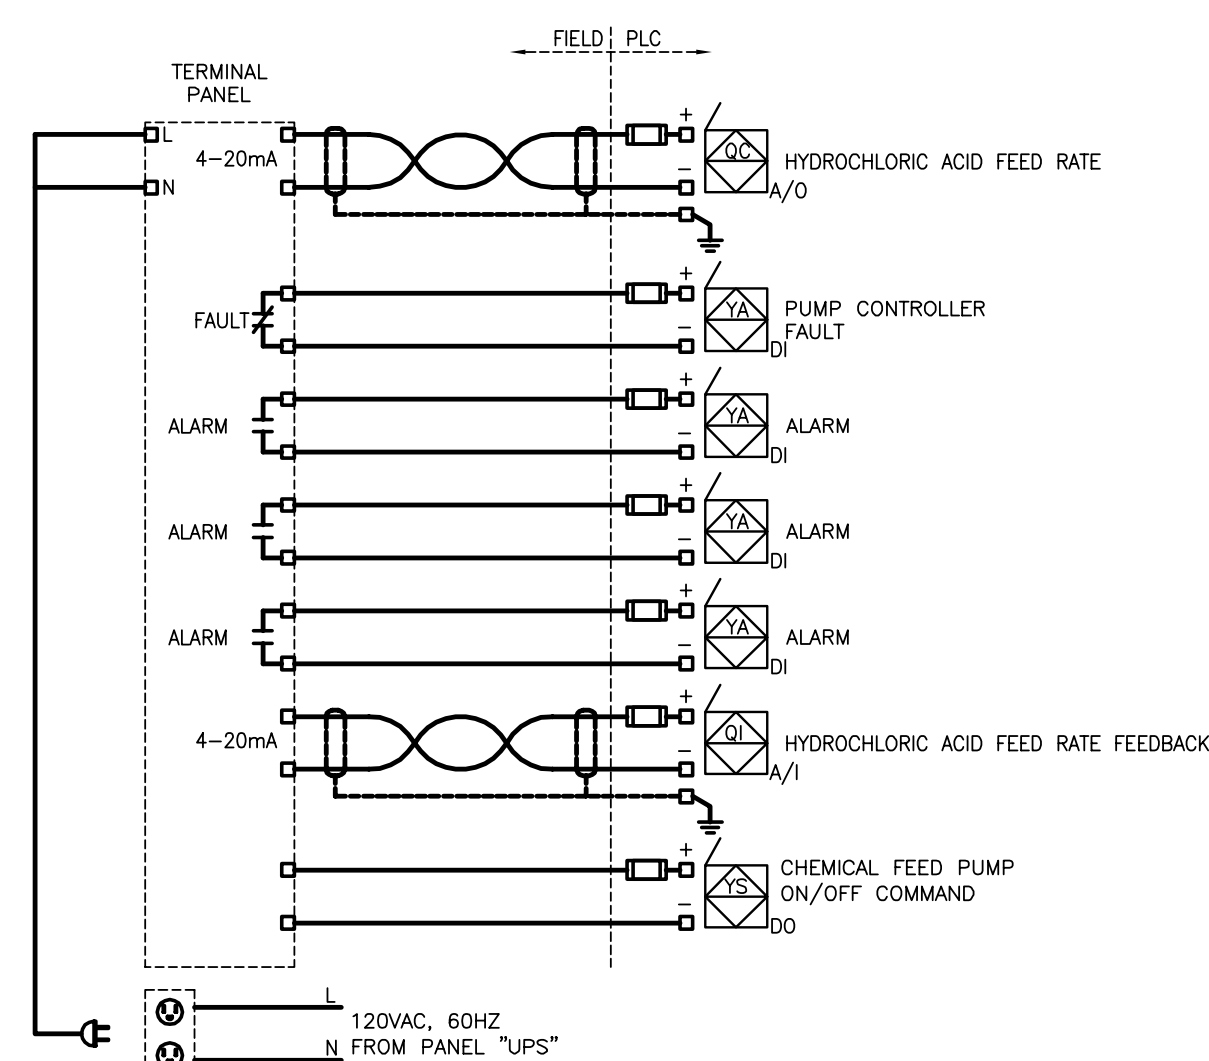 FIELD PLC
TERMINAL
PANEL
L
4-20mA
+
QC
HYDROCHLORIC ACID FEED RATE
N
−
A/O
+
FAULT
YA
PUMP CONTROLLER
FAULT
−
DI
+
ALARM
YA
ALARM
−
DI
+
ALARM
YA
ALARM
−
DI
+
ALARM
YA
ALARM
−
DI
+
4-20mA
QI
HYDROCHLORIC ACID FEED RATE FEEDBACK
−
A/I
+
YS
CHEMICAL FEED PUMP
ON/OFF COMMAND
−
DO
L
120VAC, 60HZ
N FROM PANEL "UPS"